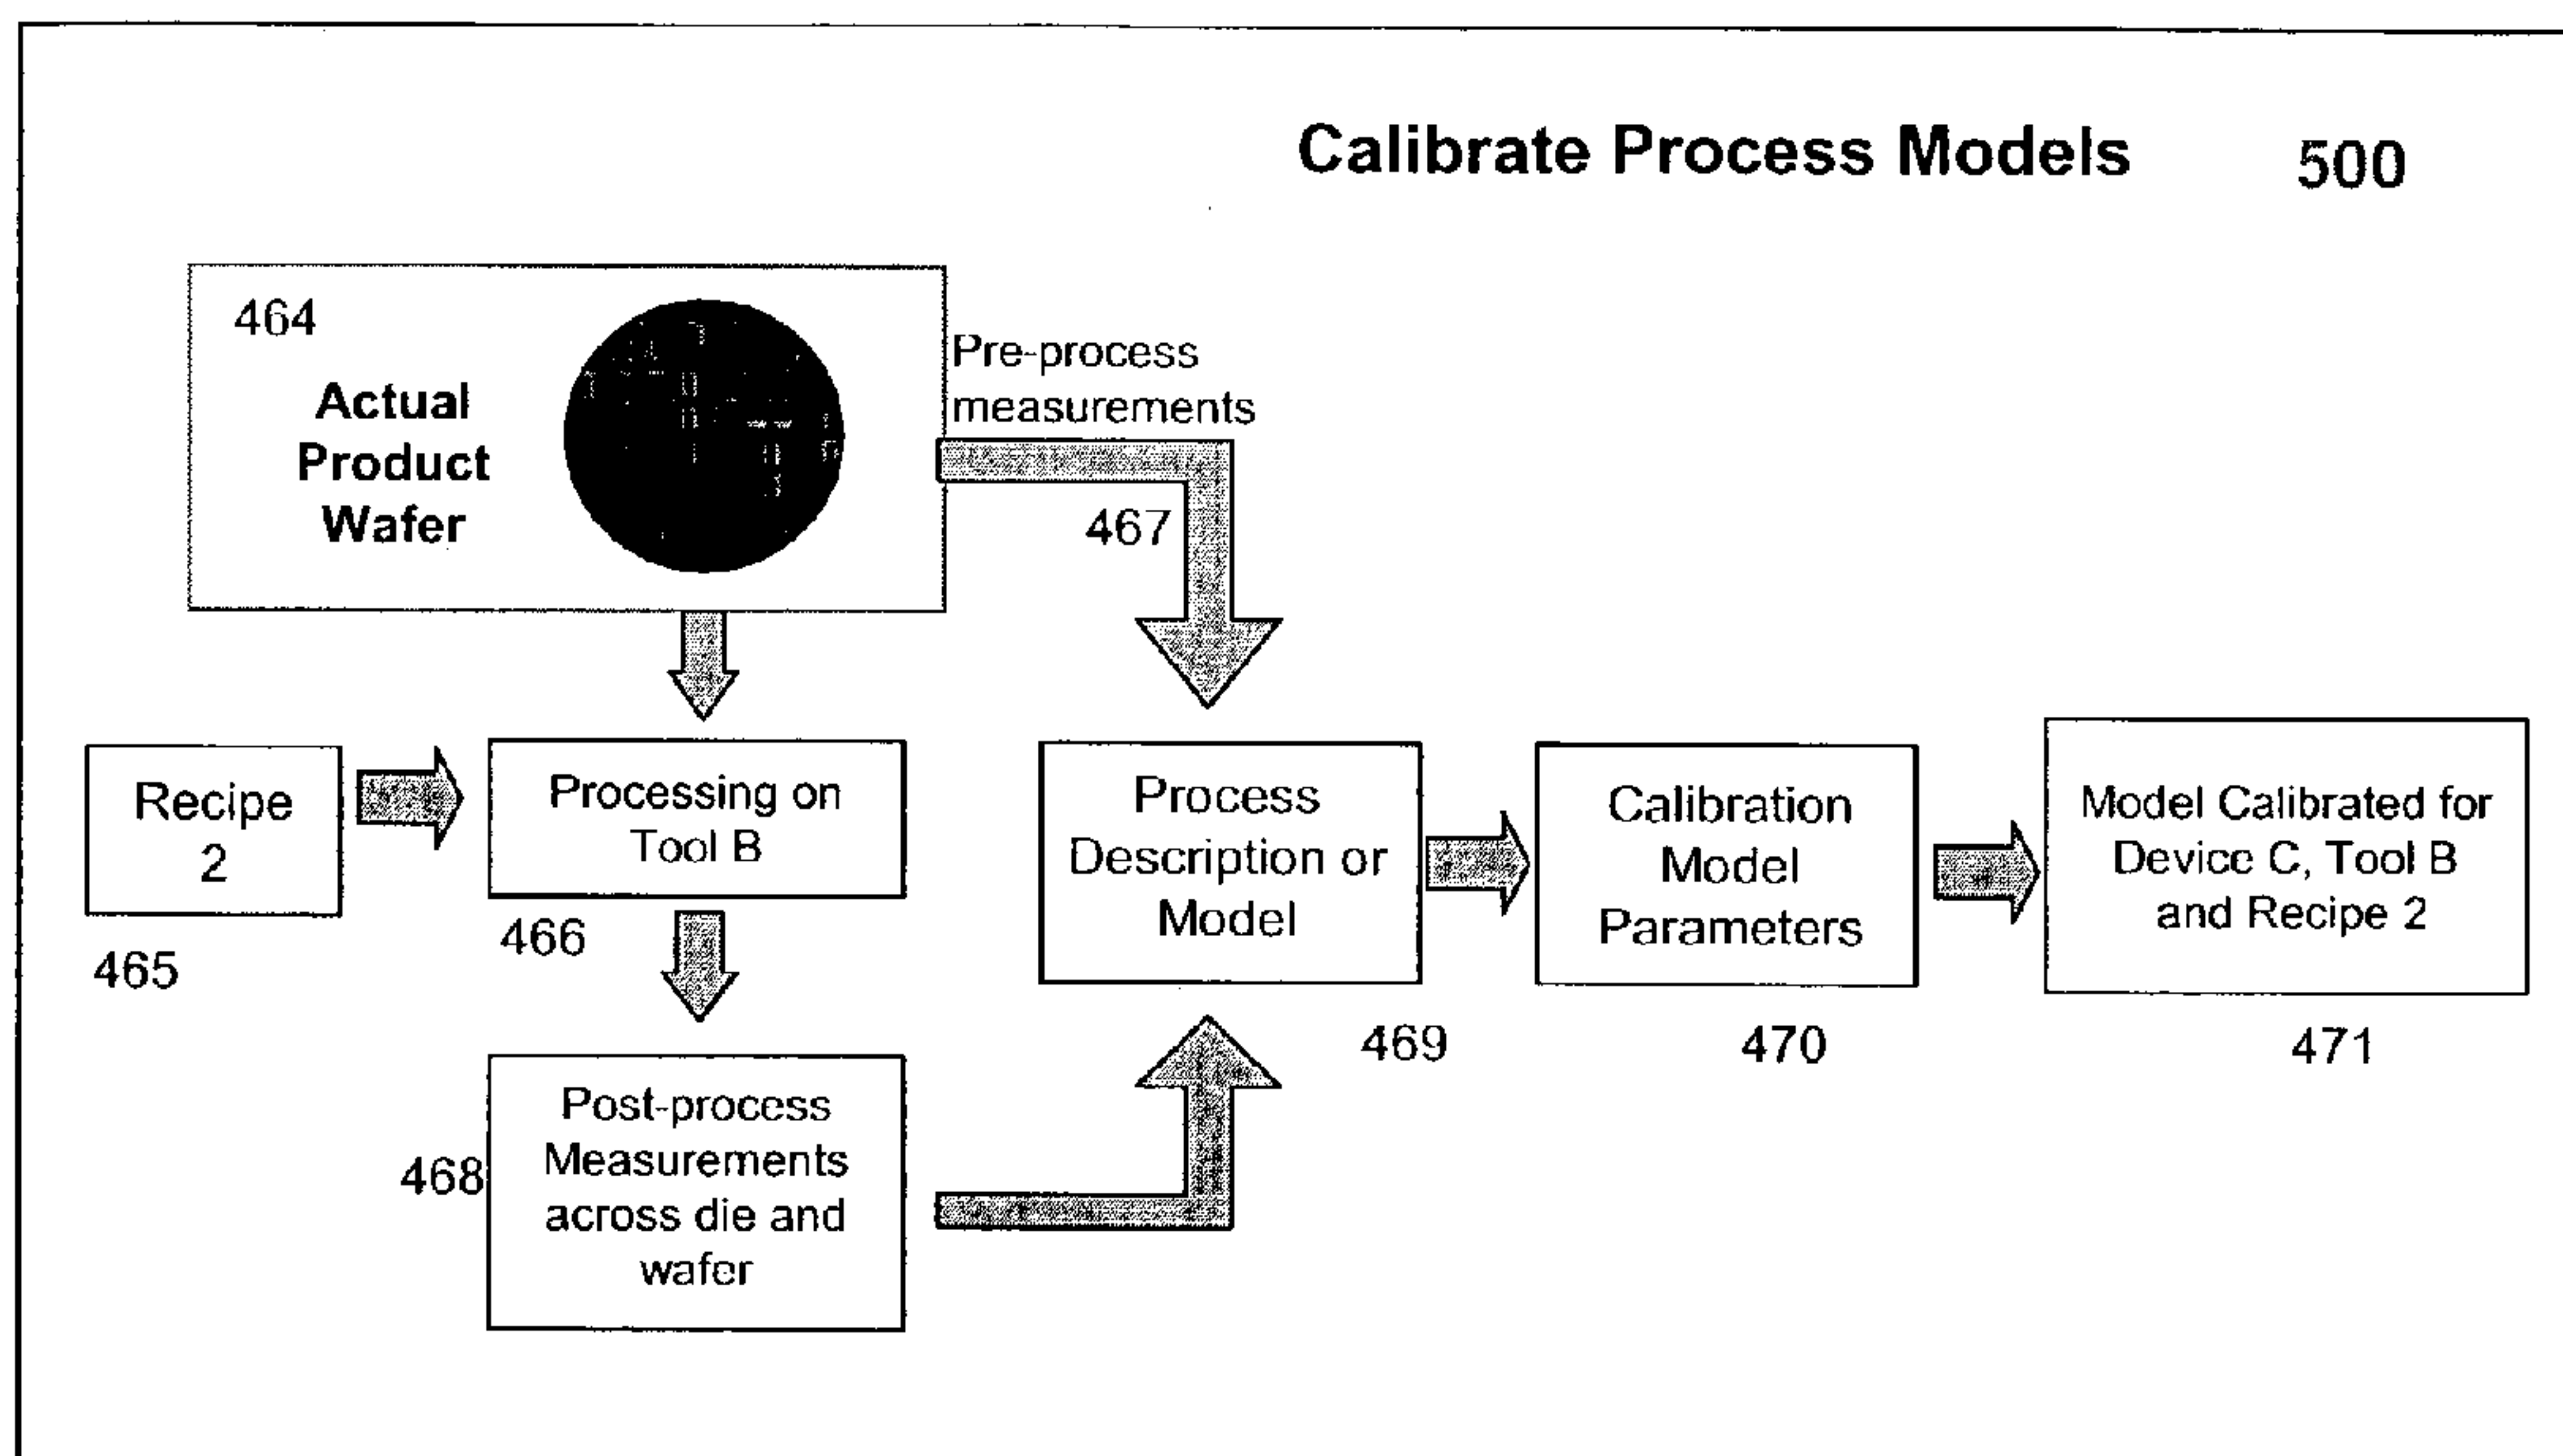 Calibrate Process Models 500
464
Actual
Product
Wafer
Pre-process
measurements
467
Recipe
2
465
Processing on
Tool B
466
Post-process
Measurements
across die and
wafer
468
Process
Description or
Model
469
Calibration
Model
Parameters
470
Model Calibrated for
Device C, Tool B
and Recipe 2
471